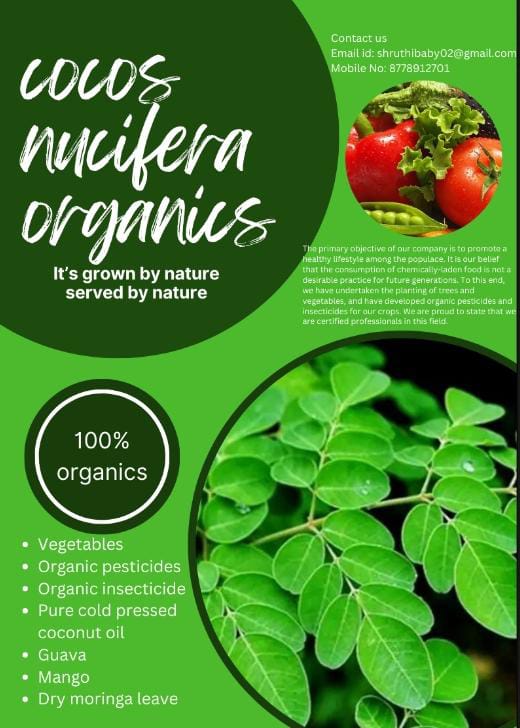 cocos
nucifera
organics
It's grown by nature
served by nature
Contact us
Email id: shruthibaby02@gmail.com
Mobile No: 8778912701
The primary objective of our company is to promote a
healthy lifestyle among the populace. It is our belief
that the consumption of chemically-laden food is not a
desirable practice for future generations. To this end,
we have undertaken the planting of trees and
vegetables, and have developed organic pesticides and
insecticides for our crops. We are proud to state that we
are certified professionals in this field.
100%
organics
• Vegetables
• Organic pesticides
• Organic insecticide
• Pure cold pressed
coconut oil
• Guava
• Mango
• Dry moringa leave